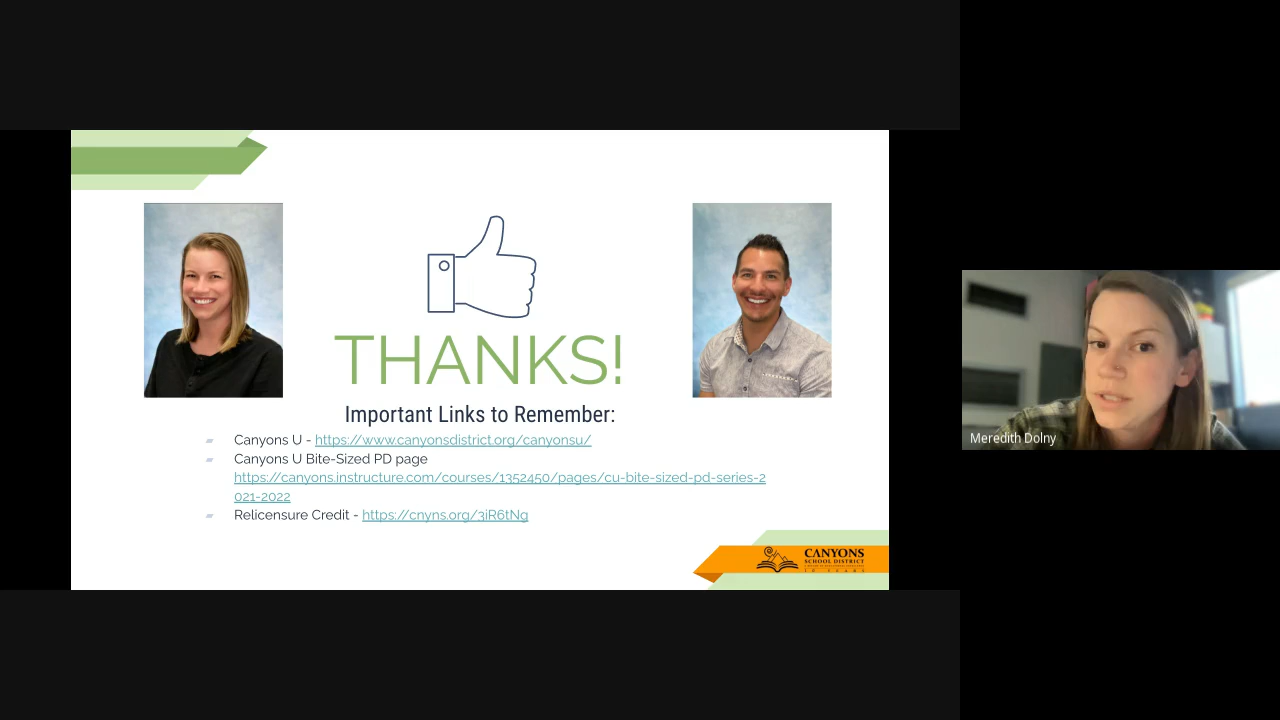 THANKS!
Important Links to Remember:
Canyons U - https://www.canyonsdistrict.org/canyonsu/
Canyons U Bite-Sized PD page
https://canyons.instructure.com/courses/1352450/pages/cu-bite-sized-pd-series-2
021-2022
Relicensure Credit - https://cnyns.org/3iR6tNg
CANYONS
SCHOOL DISTRICT
Meredith Dolny